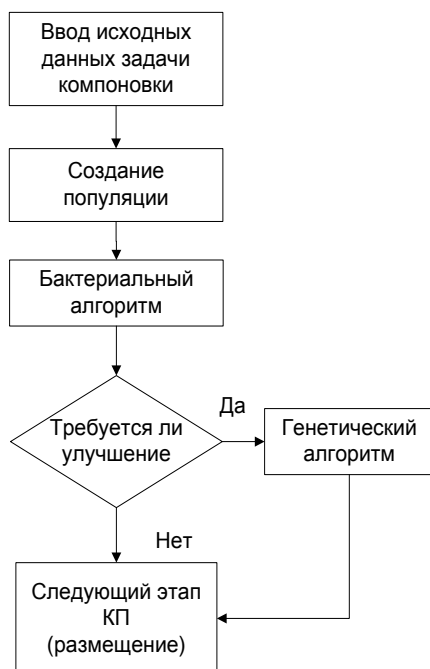 Ввод исходных
данных задачи
компоновки
Создание
популяции
Бактериальный
алгоритм
Требуется ли
улучшение
Да
Генетический
алгоритм
Нет
Следующий этап
КП
(размещение)